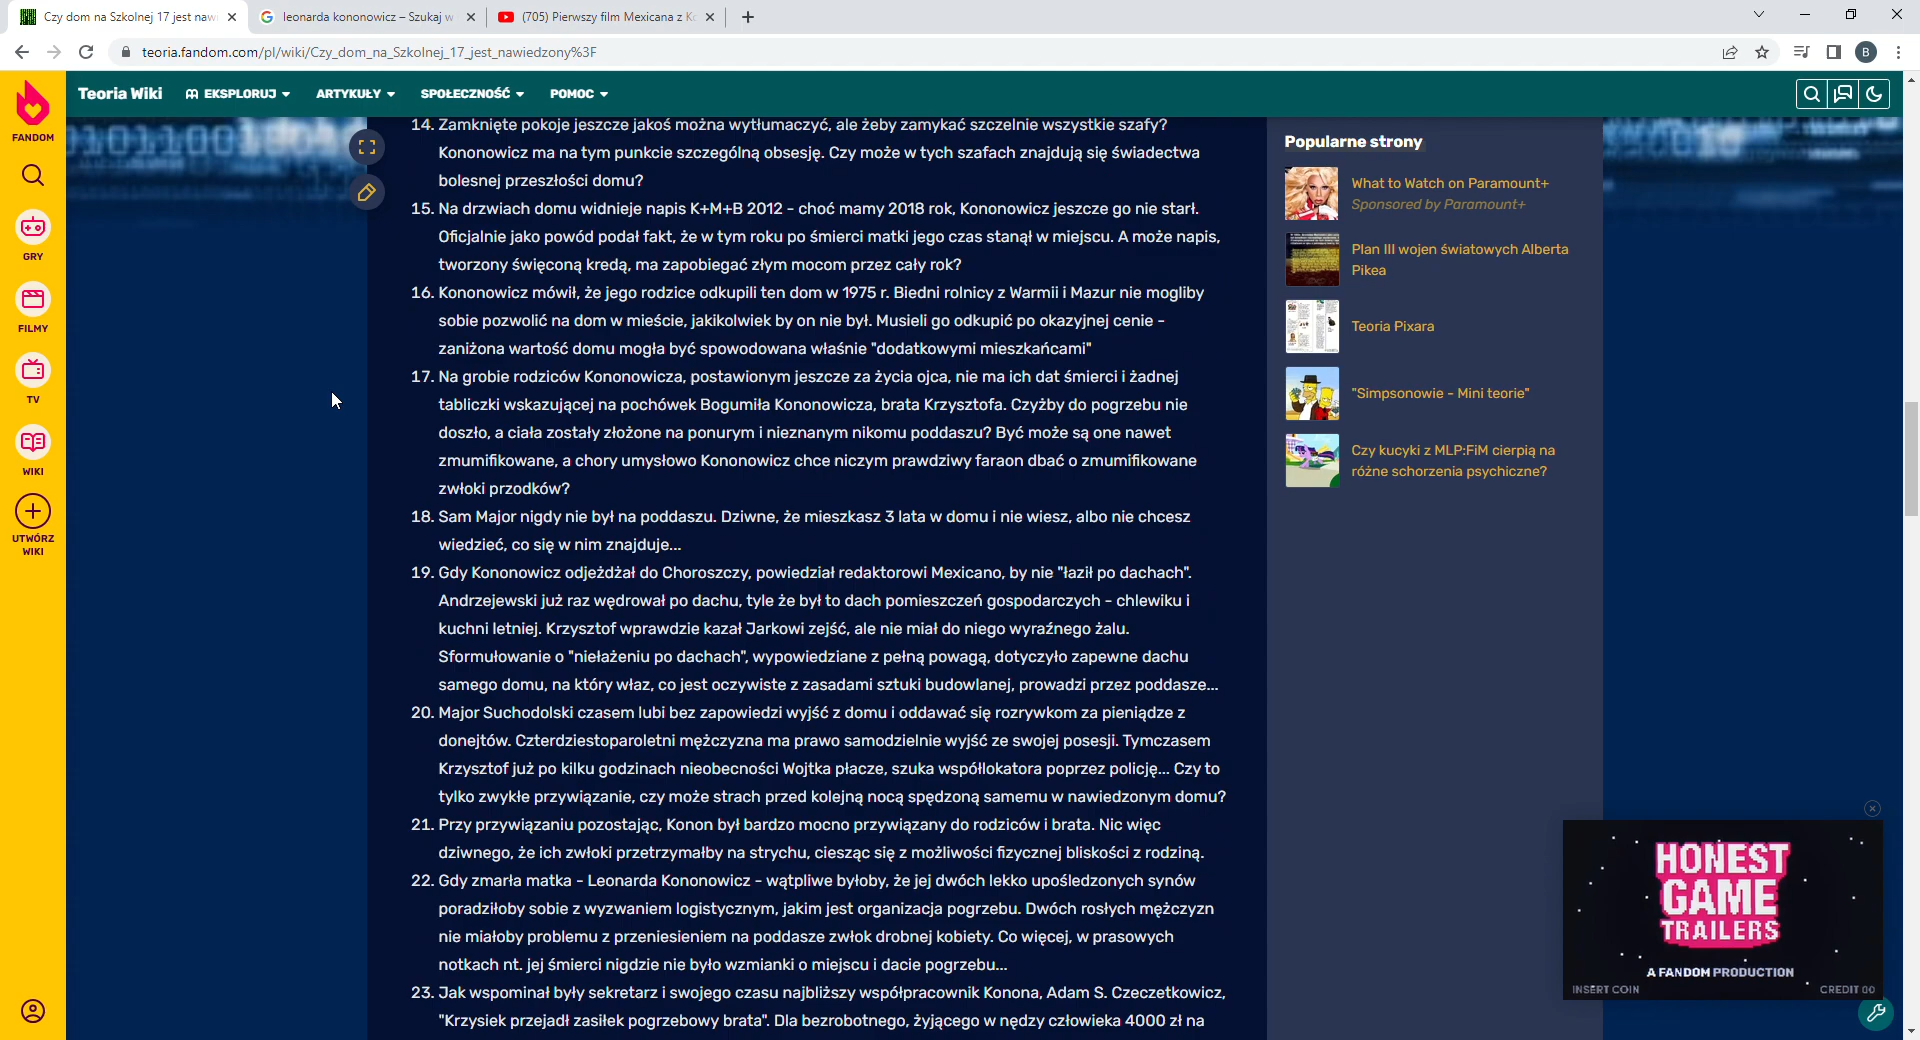 Czy dom na Szkolnej 17 jest naw
leonarda kononowicz – Szukaj w
(705) Pierwszy film Mexicana z Ko
teoria.fandom.com/pl/wiki/Czy_dom_na_Szkolnej_17_jest_nawiedzony%3F
B
Teoria Wiki
EKSPLORUJ
ARTYKUŁY
SPOŁECZNOŚĆ
POMOC
FANDOM
GRY
FILMY
TV
WIKI
UTWÓRZ
WIKI
14. Zamknięte pokoje jeszcze jakoś można wytłumaczyć, ale żeby zamykać szczelnie wszystkie szafy?
Kononowicz ma na tym punkcie szczególną obsesję. Czy może w tych szafach znajdują się świadectwa
bolesnej przeszłości domu?
15. Na drzwiach domu widnieje napis K+M+B 2012 - choć mamy 2018 rok, Kononowicz jeszcze go nie starł.
Oficjalnie jako powód podał fakt, że w tym roku po śmierci matki jego czas stanął w miejscu. A może napis,
tworzony święconą kredą, ma zapobiegać złym mocom przez cały rok?
16. Kononowicz mówił, że jego rodzice odkupili ten dom w 1975 r. Biedni rolnicy z Warmii i Mazur nie mogliby
sobie pozwolić na dom w mieście, jakikolwiek by on nie był. Musieli go odkupić po okazyjnej cenie -
zaniżona wartość domu mogła być spowodowana właśnie "dodatkowymi mieszkańcami"
17. Na grobie rodziców Kononowicza, postawionym jeszcze za życia ojca, nie ma ich dat śmierci i żadnej
tabliczki wskazującej na pochówek Bogumiła Kononowicza, brata Krzysztofa. Czyżby do pogrzebu nie
doszło, a ciała zostały złożone na ponurym i nieznanym nikomu poddaszu? Być może są one nawet
zmumifikowane, a chory umysłowo Kononowicz chce niczym prawdziwy faraon dbać o zmumifikowane
zwłoki przodków?
18. Sam Major nigdy nie był na poddaszu. Dziwne, że mieszkasz 3 lata w domu i nie wiesz, albo nie chcesz
wiedzieć, co się w nim znajduje...
19. Gdy Kononowicz odjeżdżał do Choroszczy, powiedział redaktorowi Mexicano, by nie "łaził po dachach".
Andrzejewski już raz wędrował po dachu, tyle że był to dach pomieszczeń gospodarczych - chlewiku i
kuchni letniej. Krzysztof wprawdzie kazał Jarkowi zejść, ale nie miał do niego wyraźnego żalu.
Sformułowanie o "niełażeniu po dachach", wypowiedziane z pełną powagą, dotyczyło zapewne dachu
samego domu, na który właz, co jest oczywiste z zasadami sztuki budowlanej, prowadzi przez poddasze...
20. Major Suchodolski czasem lubi bez zapowiedzi wyjść z domu i oddawać się rozrywkom za pieniądze z
donejtów. Czterdziestoparoletni mężczyzna ma prawo samodzielnie wyjść ze swojej posesji. Tymczasem
Krzysztof już po kilku godzinach nieobecności Wojtka płacze, szuka współlokatora poprzez policję... Czy to
tylko zwykłe przywiązanie, czy może strach przed kolejną nocą spędzoną samemu w nawiedzonym domu?
21. Przy przywiązaniu pozostając, Konon był bardzo mocno przywiązany do rodziców i brata. Nic więc
dziwnego, że ich zwłoki przetrzymałby na strychu, ciesząc się z możliwości fizycznej bliskości z rodziną.
22. Gdy zmarła matka - Leonarda Kononowicz - wątpliwe byłoby, że jej dwóch lekko upośledzonych synów
poradziłoby sobie z wyzwaniem logistycznym, jakim jest organizacja pogrzebu. Dwóch rosłych mężczyzn
nie miałoby problemu z przeniesieniem na poddasze zwłok drobnej kobiety. Co więcej, w prasowych
notkach nt. jej śmierci nigdzie nie było wzmianki o miejscu i dacie pogrzebu...
23. Jak wspominał były sekretarz i swojego czasu najbliższy współpracownik Konona, Adam S. Czeczetkowicz,
"Krzysiek przejadł zasiłek pogrzebowy brata". Dla bezrobotnego, żyjącego w nędzy człowieka 4000 zł na
Popularne strony
What to Watch on Paramount+
Sponsored by Paramount+
Plan III wojen światowych Alberta
Pikea
Teoria Pixara
"Simpsonowie - Mini teorie"
Czy kucyki z MLP:FiM cierpią na
różne schorzenia psychiczne?
HONEST
GAME
TRAILERS
A FANDOM PRODUCTION
INSERT COIN
CREDIT 00